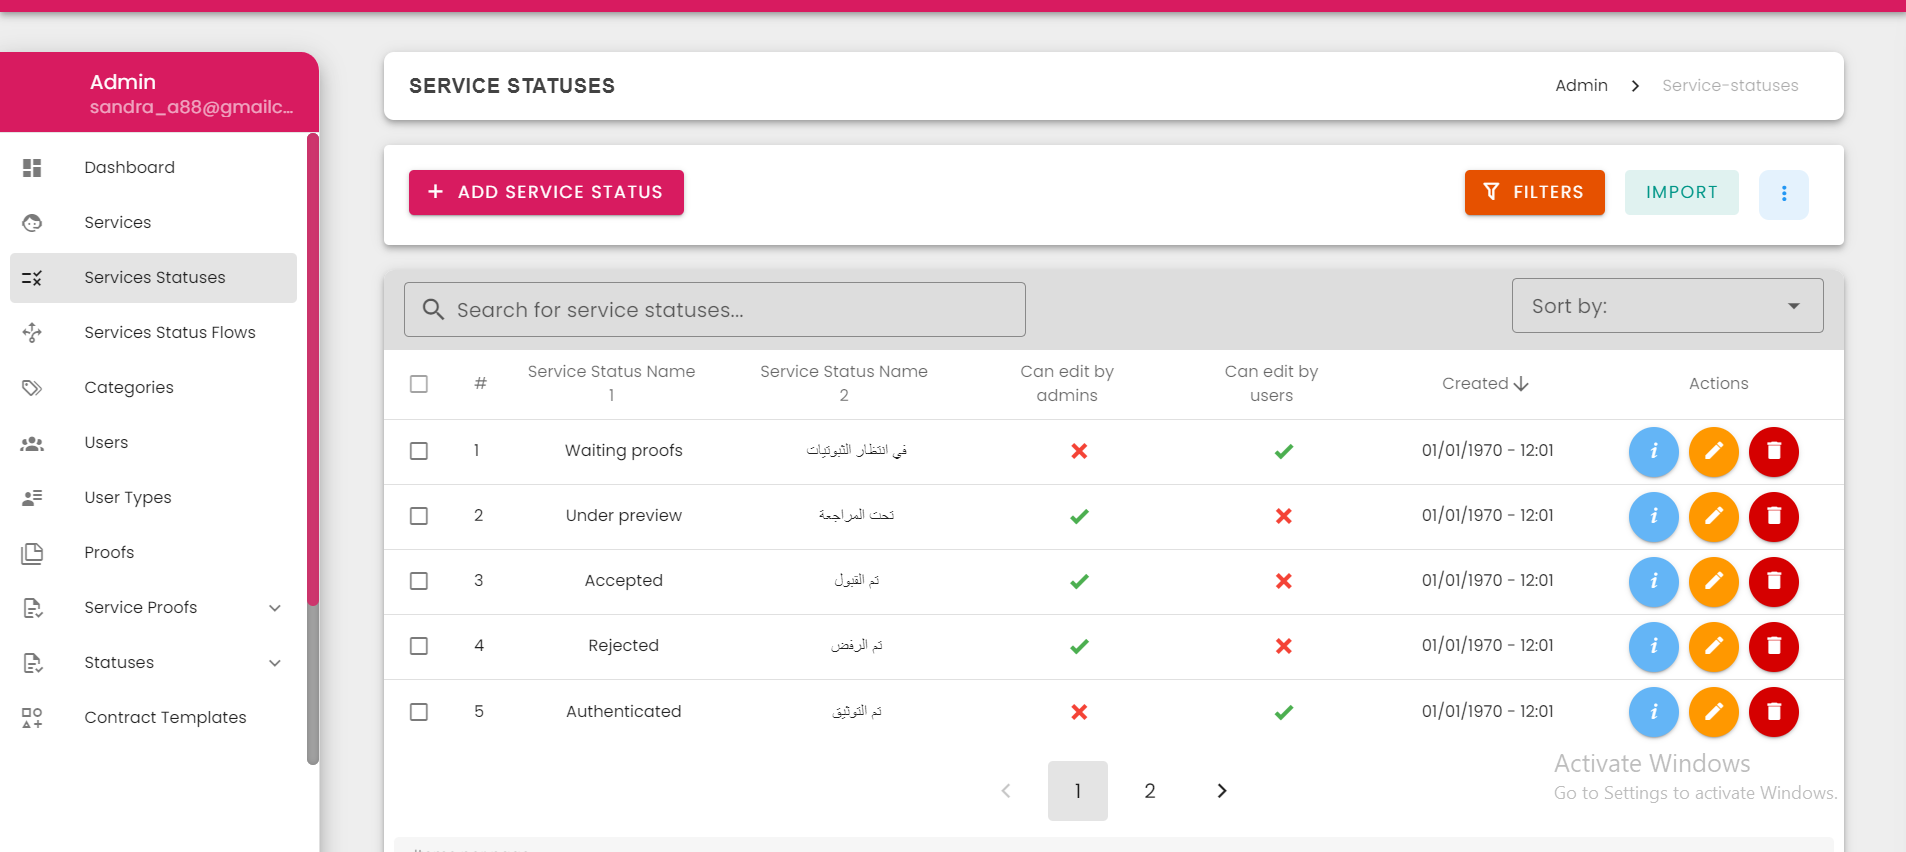 Admin
sandra_a88@gmailc...
Dashboard
Services
Services Statuses
Services Status Flows
Categories
Users
User Types
Proofs
Service Proofs
Statuses
Contract Templates
SERVICE STATUSES
Admin > Service-statuses
+ ADD SERVICE STATUS
FILTERS
IMPORT
Search for service statuses...
Sort by:
# Service Status Name 1 Service Status Name 2 Can edit by admins Can edit by users Created ↓ Actions
1 Waiting proofs في انتظار الثبوتيات 01/01/1970 - 12:01
2 Under preview تحت المراجعة 01/01/1970 - 12:01
3 Accepted تم القبول 01/01/1970 - 12:01
4 Rejected تم الرفض 01/01/1970 - 12:01
5 Authenticated تم التوثيق 01/01/1970 - 12:01
1 2
Activate Windows
Go to Settings to activate Windows.